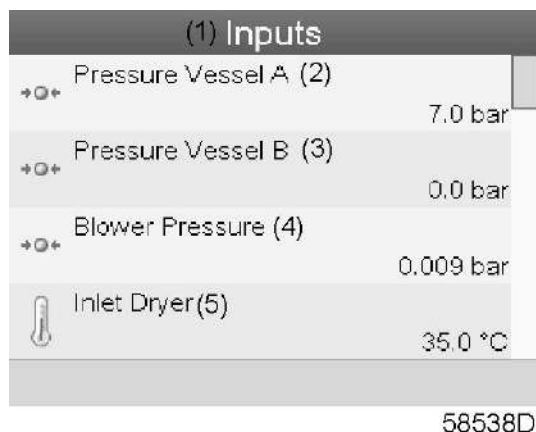 (1) Inputs
Pressure Vessel A (2)
7.0 bar
Pressure Vessel B (3)
0.0 bar
Blower Pressure (4)
0.009 bar
Inlet Dryer(5)
35.0 °C
58538D